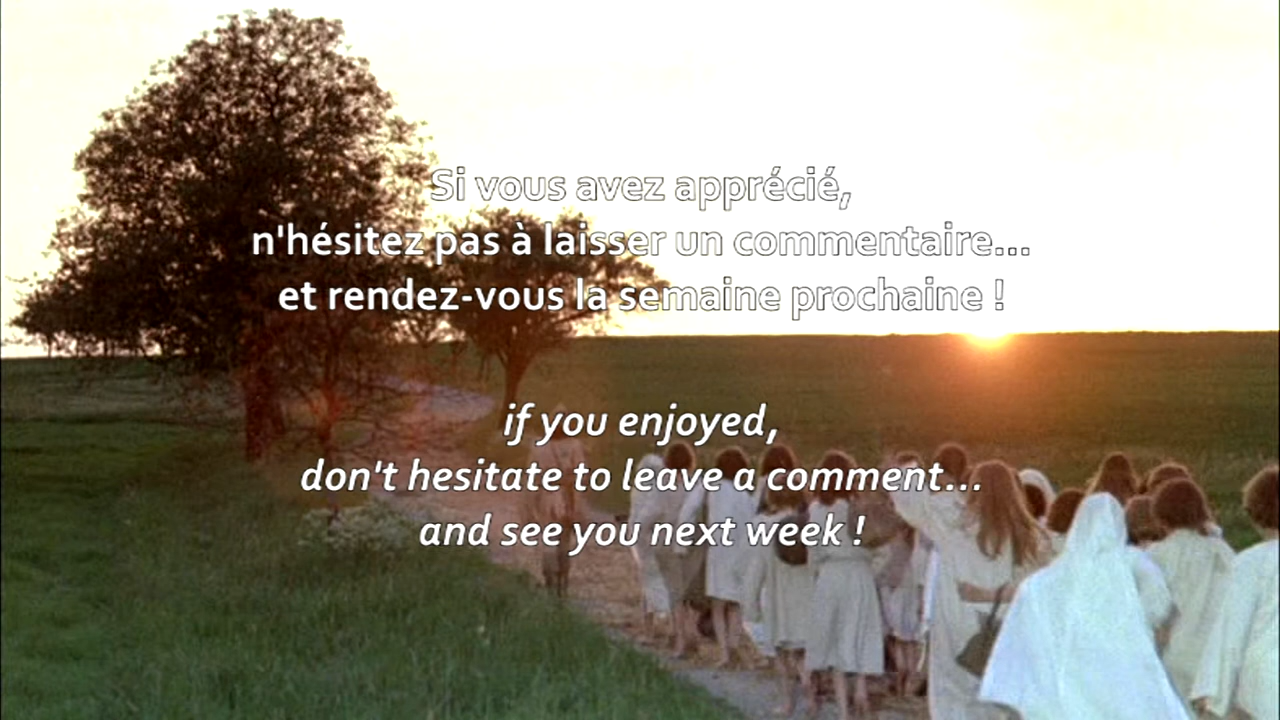 Si vous avez apprécié,
n'hésitez pas à laisser un commentaire...
et rendez-vous la semaine prochaine !
if you enjoyed,
don't hesitate to leave a comment...
and see you next week !